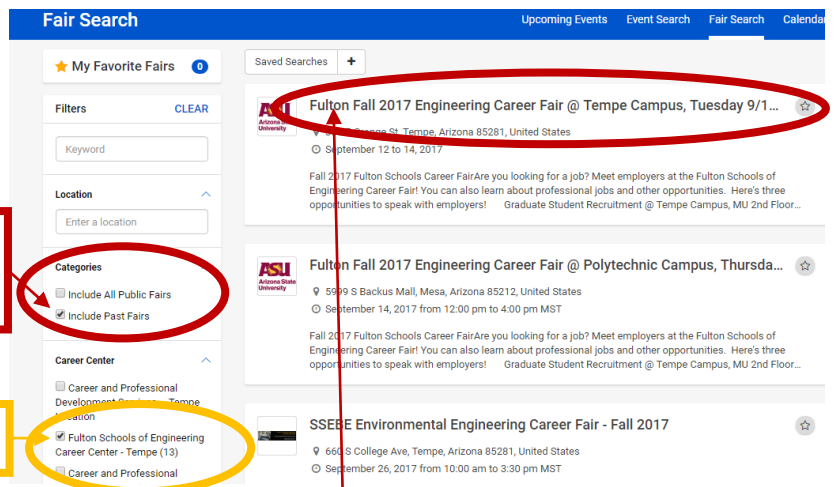 Fair Search
Upcoming Events Event Search Fair Search Calendar
My Favorite Fairs 0
Filters CLEAR
Keyword
Location
Enter a location
Categories
Include All Public Fairs
Include Past Fairs
Career Center
Career and Professional
Tempe
Fulton Schools of Engineering
Career Center - Tempe (13)
Career and Professional
Saved Searches +
ASU
Arizona State
University
Fulton Fall 2017 Engineering Career Fair @ Tempe Campus, Tuesday 9/1...
St, Tempe, Arizona 85281, United States
September 12 to 14, 2017
Fall 2017 Fulton Schools Career FairAre you looking for a job? Meet employers at the Fulton Schools of
Engineering Career Fair! You can also learn about professional jobs and other opportunities. Here's three
opportunities to speak with employers! Graduate Student Recruitment @ Tempe Campus, MU 2nd Floor...
ASU
Arizona State
University
Fulton Fall 2017 Engineering Career Fair @ Polytechnic Campus, Thursda...
5999 S Backus Mall, Mesa, Arizona 85212, United States
September 14, 2017 from 12:00 pm to 4:00 pm MST
Fall 2017 Fulton Schools Career FairAre you looking for a job? Meet employers at the Fulton Schools of
Engineering Career Fair! You can also learn about professional jobs and other opportunities. Here's three
opportunities to speak with employers! Graduate Student Recruitment @ Tempe Campus, MU 2nd Floor...
SSEBE Environmental Engineering Career Fair - Fall 2017
660 S College Ave, Tempe, Arizona 85281, United States
September 26, 2017 from 10:00 am to 3:30 pm MST